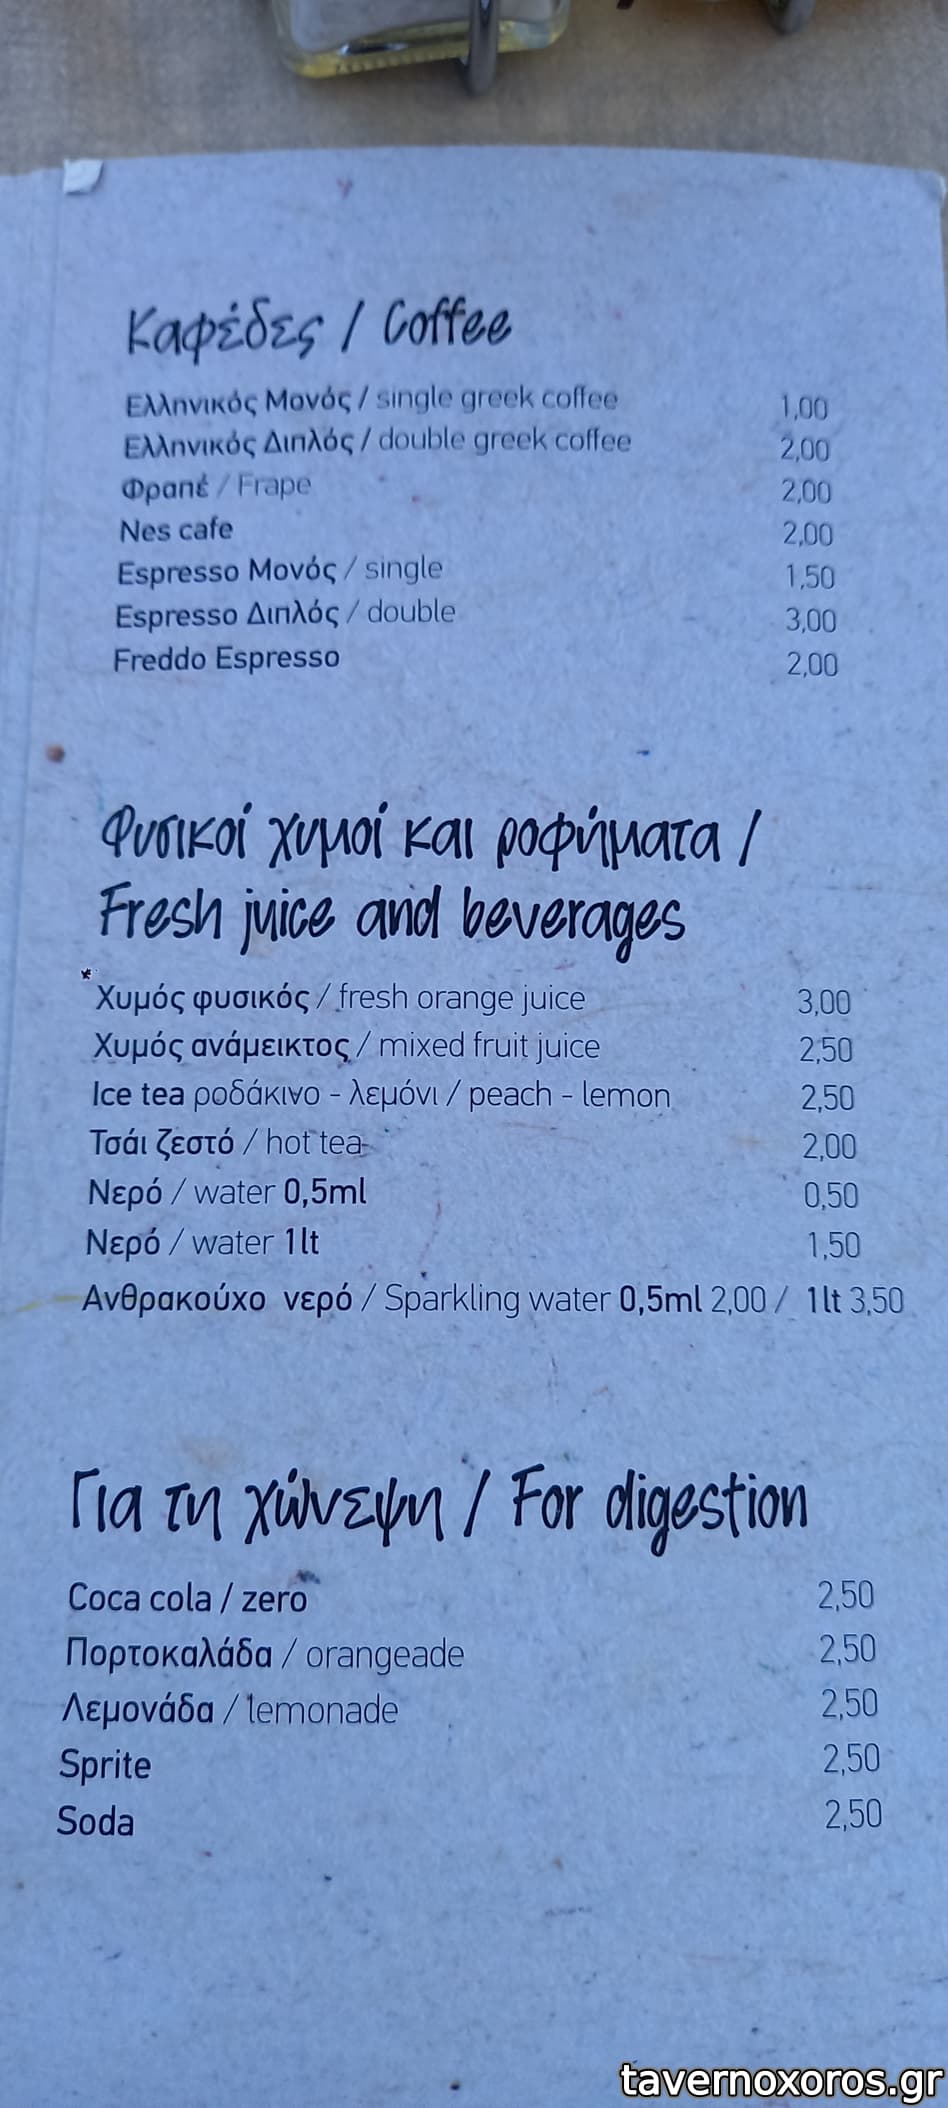 Καφέδες / Coffee
Ελληνικός Μονός / single greek coffee 1,00
Ελληνικός Διπλός / double greek coffee 2,00
Φραπέ / Frape 2,00
Nes cafe 2,00
Espresso Μονός / single 1,50
Espresso Διπλός / double 3,00
Freddo Espresso 2,00
Φυσικοί χυμοί και ροφήματα /
Fresh juice and beverages
* Χυμός φυσικός / fresh orange juice 3,00
Χυμός ανάμεικτος / mixed fruit juice 2,50
Ice tea ροδάκινο - λεμόνι / peach - lemon 2,50
Τσάι ζεστό / hot tea 2,00
Νερό / water 0,5ml 0,50
Νερό / water 1lt 1,50
Ανθρακούχο νερό / Sparkling water 0,5ml 2,00 / 1lt 3,50
Για τη χώνεψη / For digestion
Coca cola / zero 2,50
Πορτοκαλάδα / orangeade 2,50
Λεμονάδα / lemonade 2,50
Sprite 2,50
Soda 2,50
tavernoxoros.gr